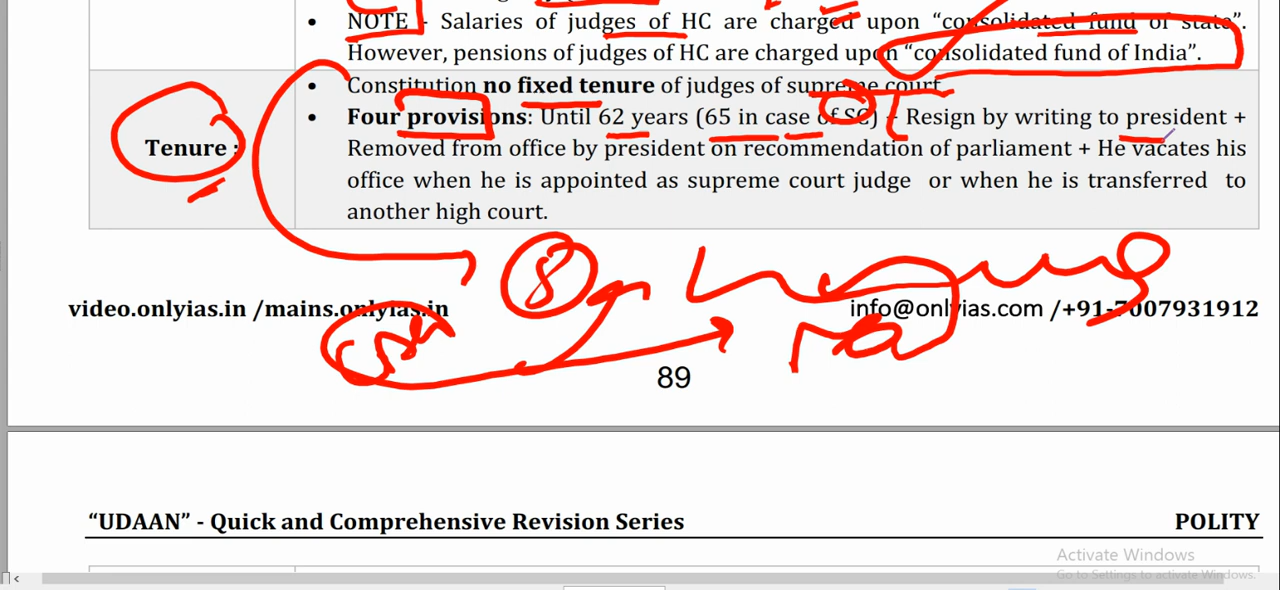 • NOTE - Salaries of judges of HC are charged upon “consolidated fund of state”.
However, pensions of judges of HC are charged upon “consolidated fund of India”.
Tenure :
• Constitution no fixed tenure of judges of supreme court
• Four provisions: Until 62 years (65 in case of SC) + Resign by writing to president +
Removed from office by president on recommendation of parliament + He vacates his
office when he is appointed as supreme court judge or when he is transferred to
another high court.
8
video.onlyias.in /mains.onlyias.in
info@onlyias.com /+91-7007931912
89
“UDAAN” - Quick and Comprehensive Revision Series
POLITY
Activate Windows
Go to Settings to activate Windows.